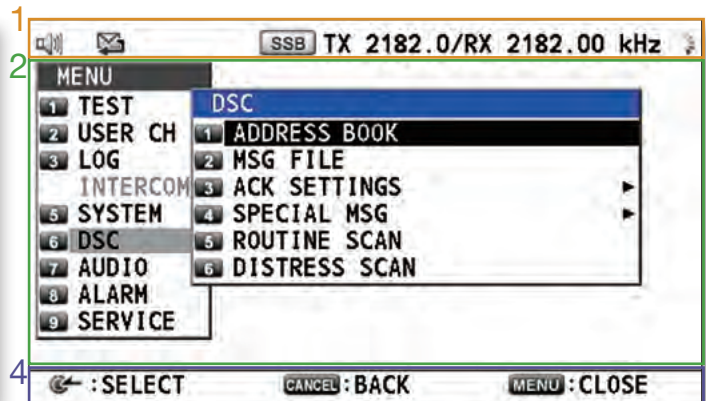 1
SSB TX 2182.0/RX 2182.00 kHz
2
MENU
1 TEST
2 USER CH
3 LOG
INTERCOM
5 SYSTEM
6 DSC
7 AUDIO
8 ALARM
9 SERVICE
DSC
1 ADDRESS BOOK
2 MSG FILE
3 ACK SETTINGS
4 SPECIAL MSG
5 ROUTINE SCAN
6 DISTRESS SCAN
4
:SELECT CANCEL:BACK MENU:CLOSE